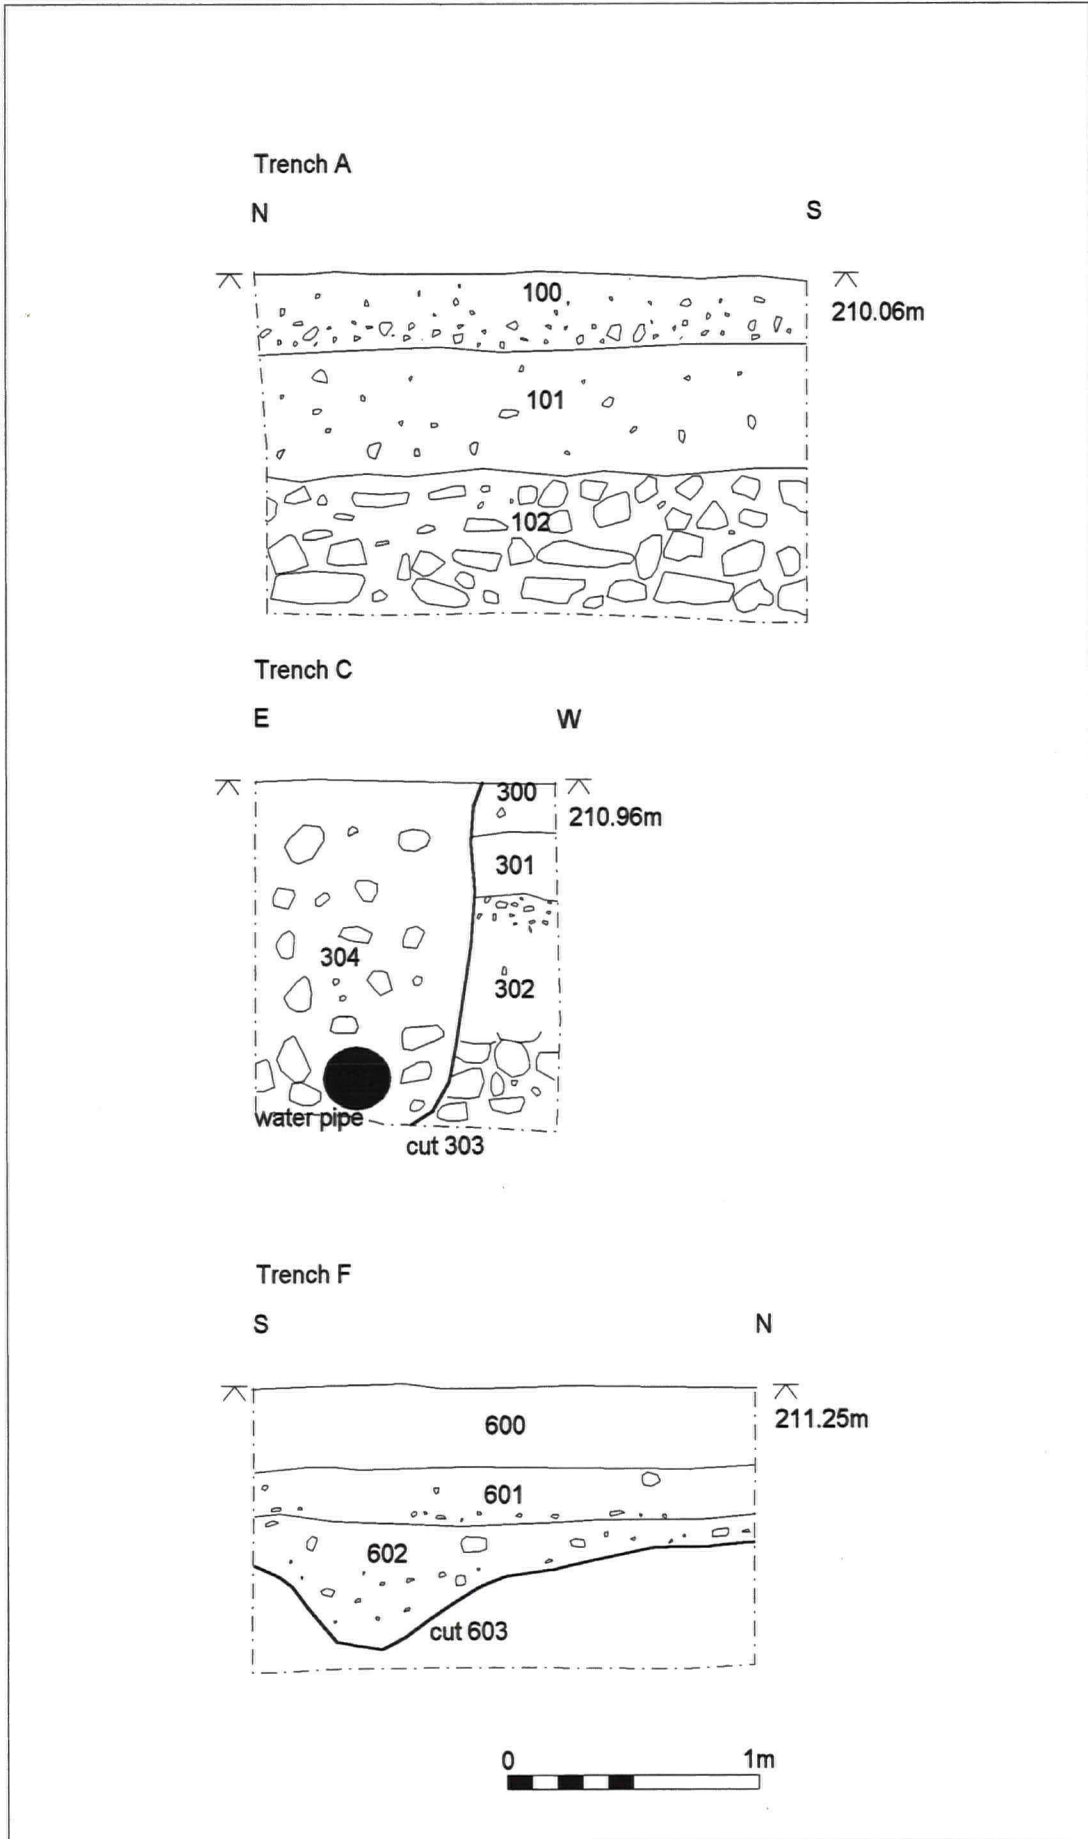 Trench A
N S
100
210.06m
101
102
Trench C
E W
300
210.96m
301
304
302
water pipe
cut 303
Trench F
S N
211.25m
600
601
602
cut 603
0 1m